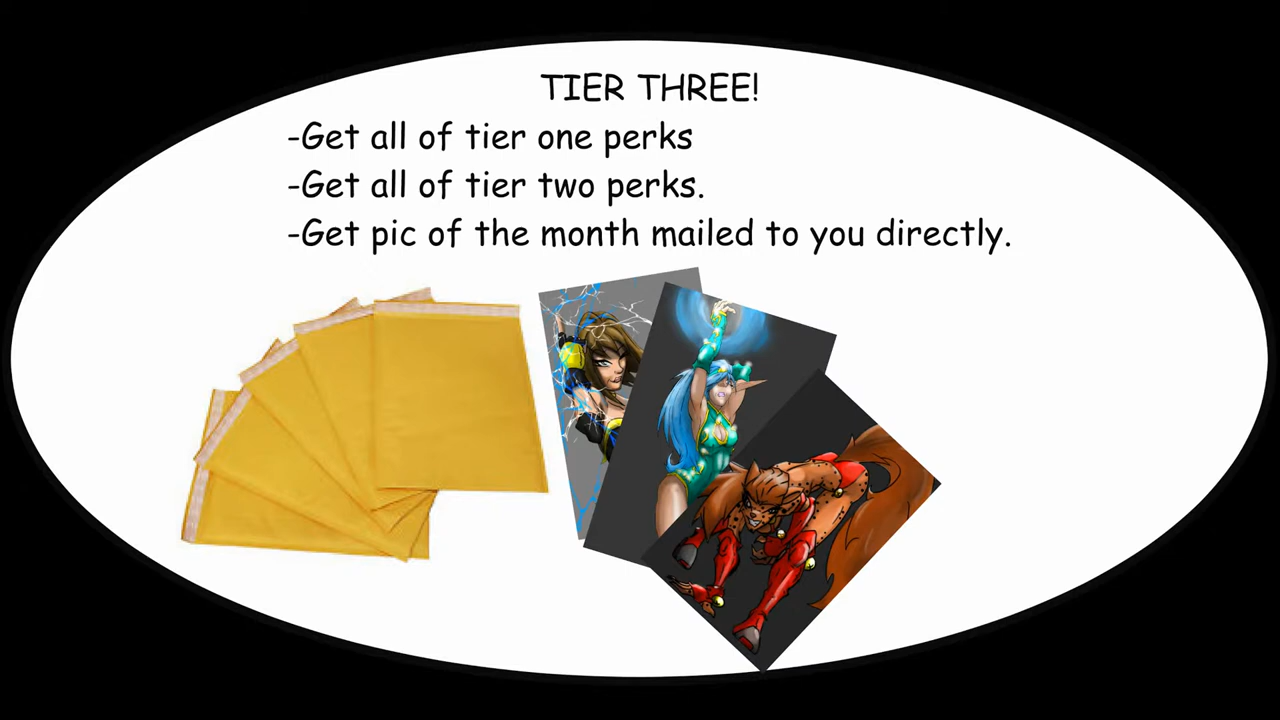 TIER THREE!
-Get all of tier one perks
-Get all of tier two perks.
-Get pic of the month mailed to you directly.